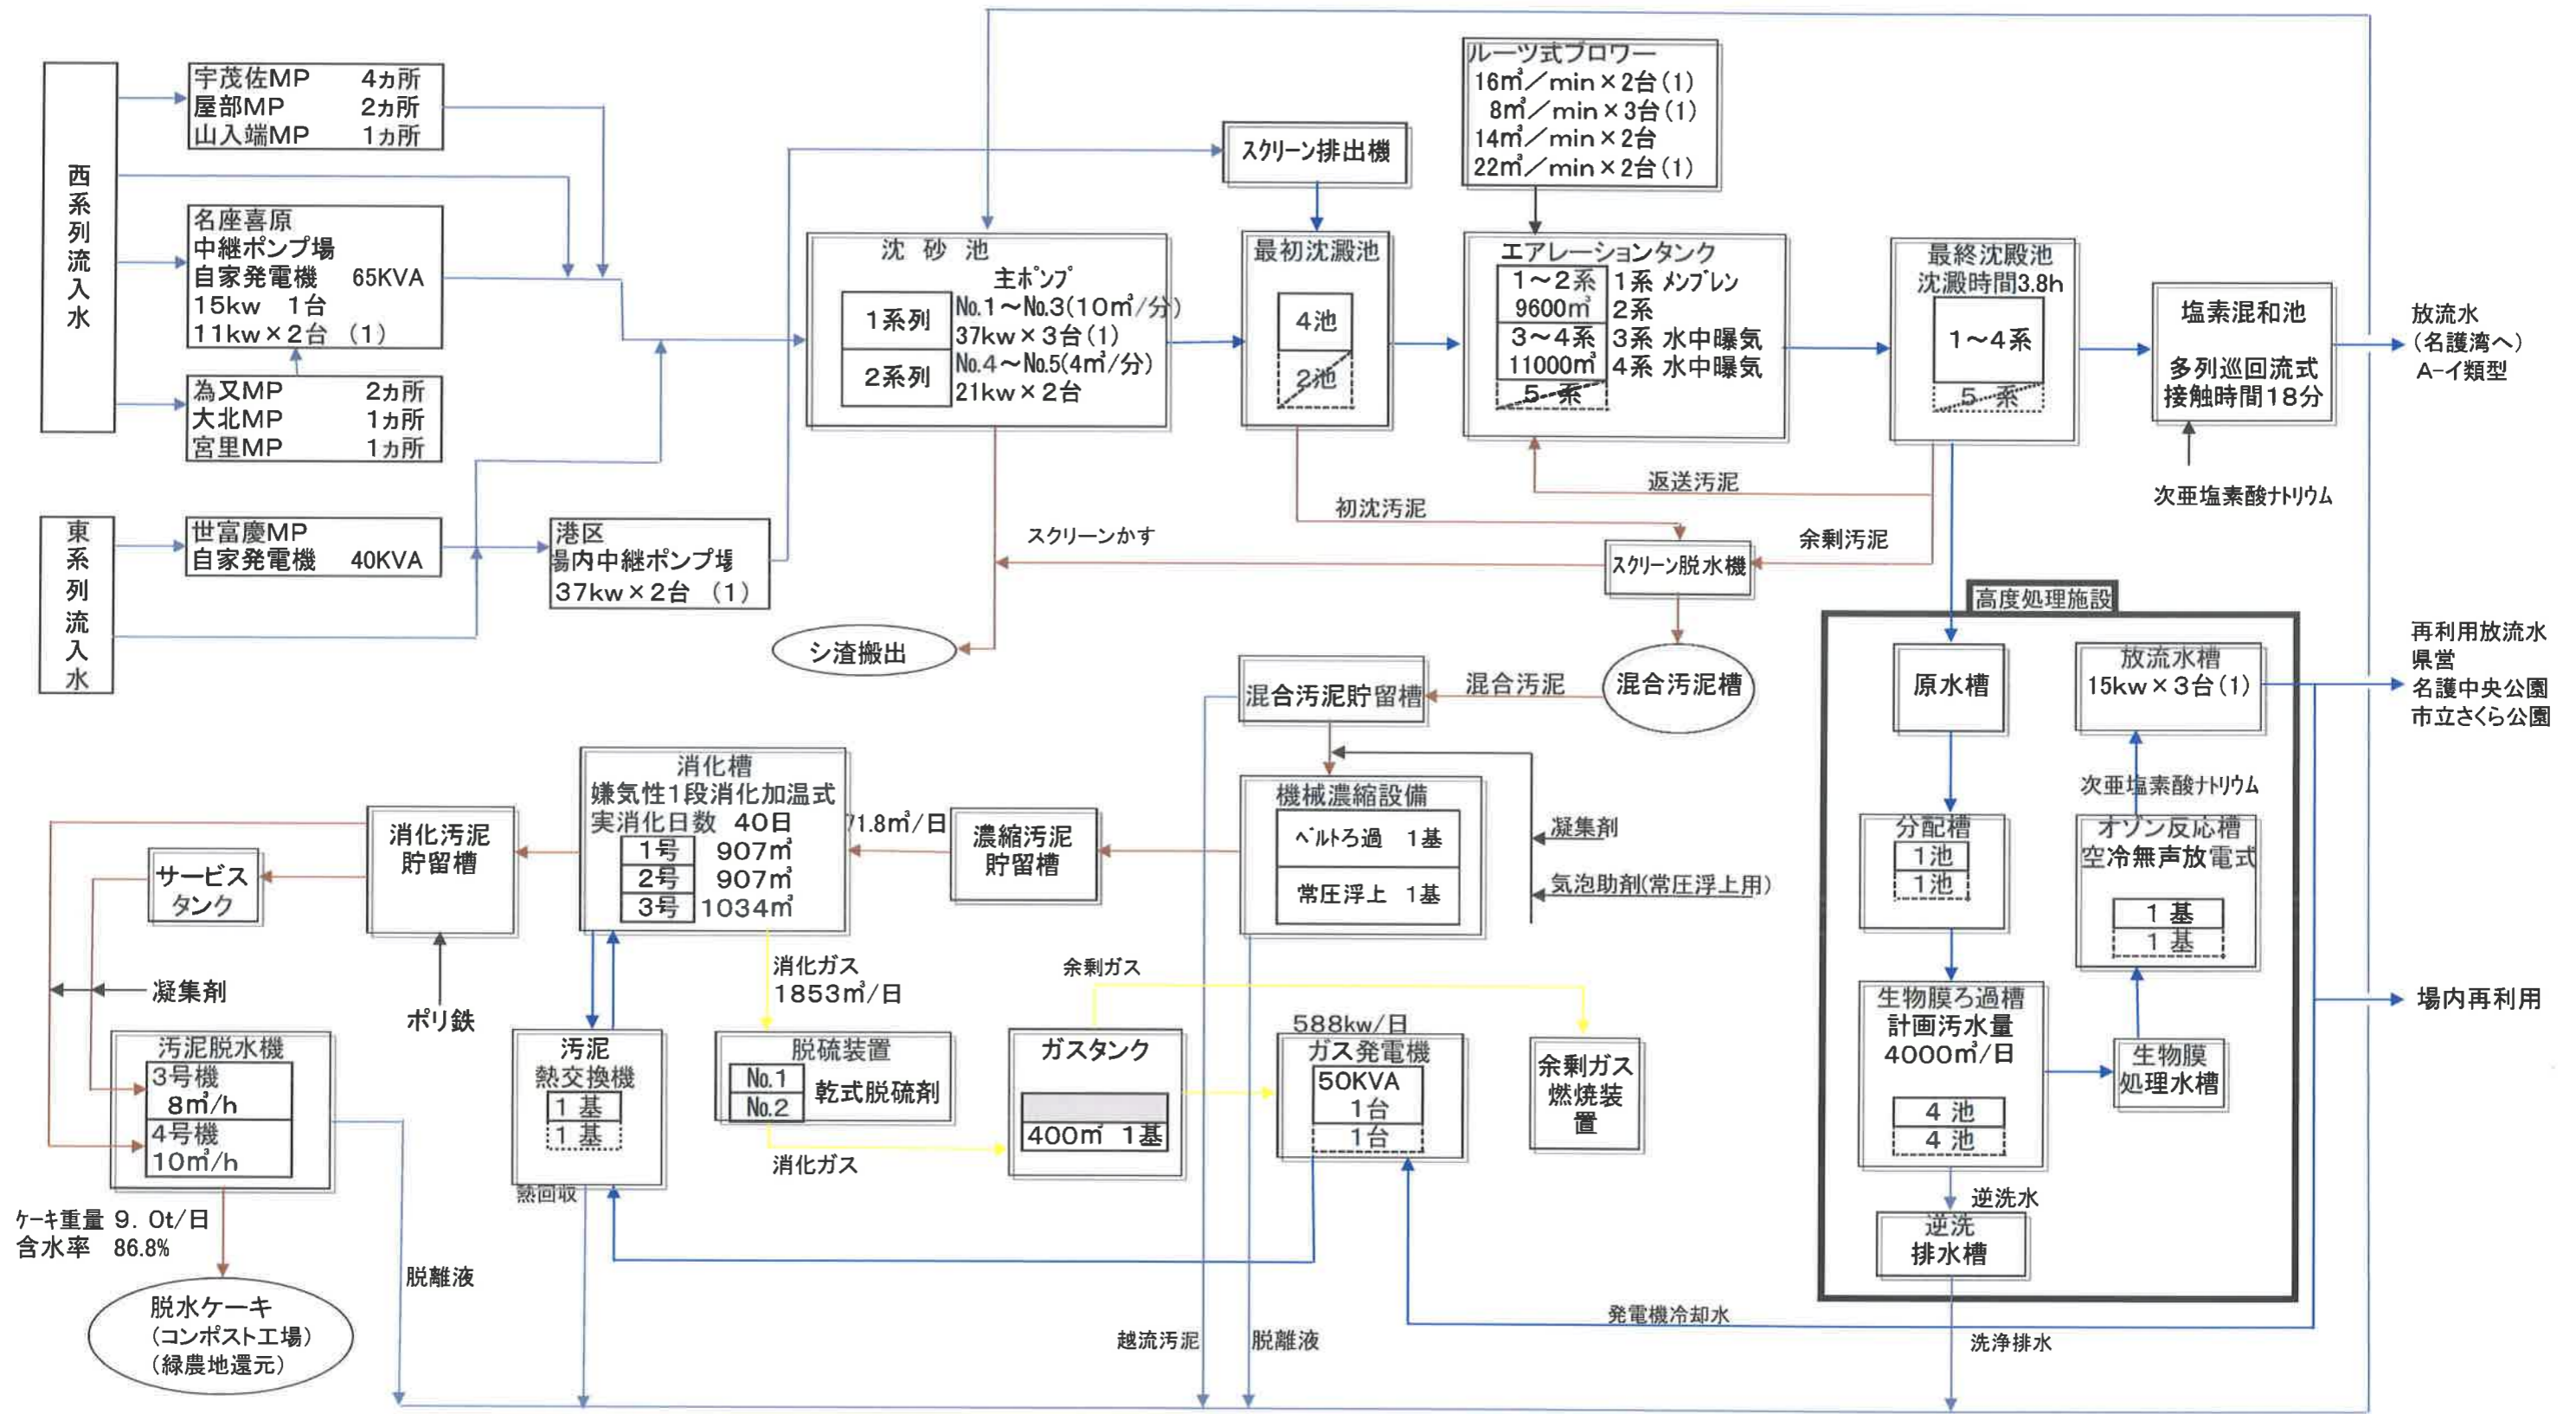 西系列流入水
宇茂佐MP 4ヵ所
屋部MP 2ヵ所
山入端MP 1ヵ所
名座喜原
中継ポンプ場
自家発電機 65KVA
15kw 1台
11kw×2台 (1)
為又MP 2ヵ所
大北MP 1ヵ所
宮里MP 1ヵ所
東系列流入水
世富慶MP
自家発電機 40KVA
港区
場内中継ポンプ場
37kw×2台 (1)
沈砂池
主ポンプ
1系列
2系列
No.1~No.3(10㎥/分)
37kw×3台(1)
No.4~No.5(4㎥/分)
21kw×2台
スクリーン排出機
最初沈澱池
4池
2池
ルーツ式ブロワー
16㎥/min×2台(1)
8㎥/min×3台(1)
14㎥/min×2台
22㎥/min×2台(1)
エアレーションタンク
1~2系 1系 メンブレン
9600㎥ 2系
3~4系 3系 水中曝気
11000㎥ 4系 水中曝気
5系
最終沈殿池
沈澱時間3.8h
1~4系
5系
塩素混和池
多列巡回流式
接触時間18分
次亜塩素酸ナトリウム
放流水
(名護湾へ)
A-イ類型
返送汚泥
初沈汚泥
余剰汚泥
スクリーンかす
スクリーン脱水機
シ渣搬出
混合汚泥槽
混合汚泥
混合汚泥貯留槽
機械濃縮設備
ベルトろ過 1基
常圧浮上 1基
凝集剤
気泡助剤(常圧浮上用)
濃縮汚泥
貯留槽
71.8㎥/日
消化槽
嫌気性1段消化加温式
実消化日数 40日
1号 907㎥
2号 907㎥
3号 1034㎥
消化汚泥
貯留槽
サービス
タンク
凝集剤
ポリ鉄
汚泥脱水機
3号機
8㎥/h
4号機
10㎥/h
ケーキ重量 9.0t/日
含水率 86.8%
脱水ケーキ
(コンポスト工場)
(緑農地還元)
脱離液
汚泥
熱交換機
1基
1基
熱回収
消化ガス
1853㎥/日
脱硫装置
No.1
No.2
乾式脱硫剤
消化ガス
ガスタンク
400㎥ 1基
余剰ガス
588kw/日
ガス発電機
50KVA
1台
1台
余剰ガス
燃焼装
置
越流汚泥
脱離液
発電機冷却水
高度処理施設
原水槽
分配槽
1池
1池
生物膜ろ過槽
計画汚水量
4000㎥/日
4池
4池
逆洗水
逆洗
排水槽
洗浄排水
生物膜
処理水槽
オゾン反応槽
空冷無声放電式
1基
1基
次亜塩素酸ナトリウム
放流水槽
15kw×3台(1)
再利用放流水
県営
名護中央公園
市立さくら公園
場内再利用